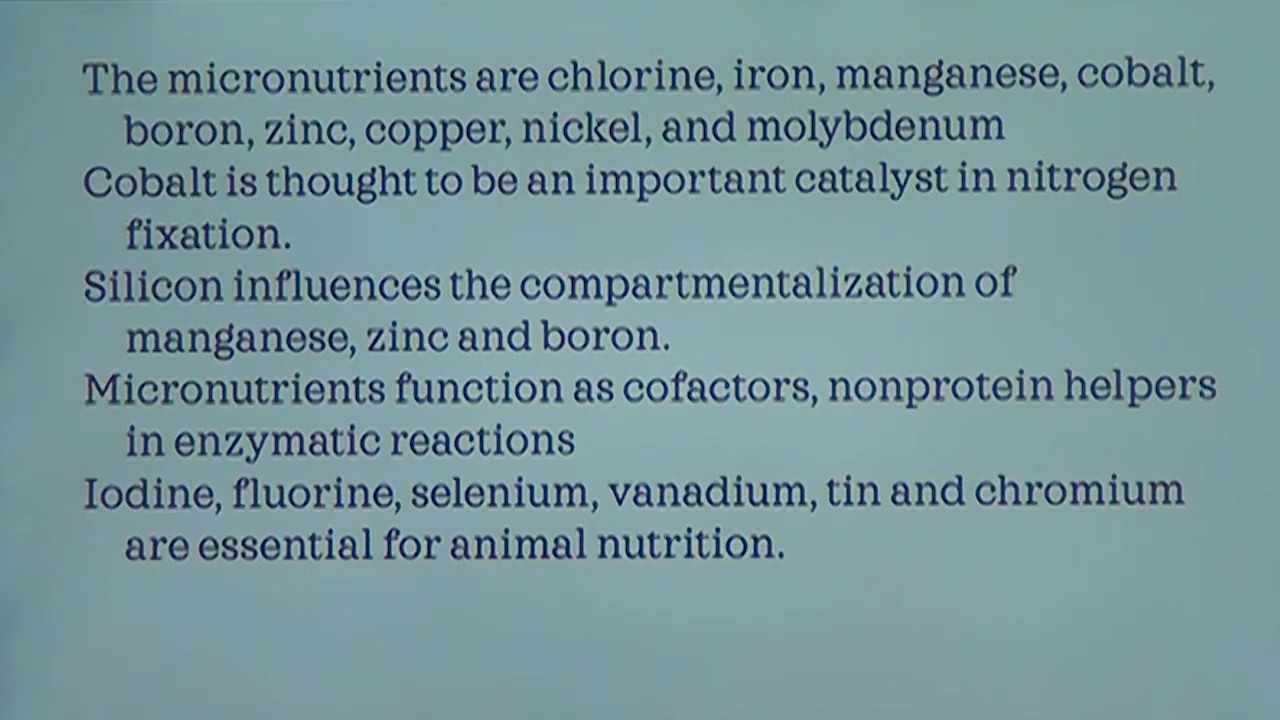 The micronutrients are chlorine, iron, manganese, cobalt,
boron, zinc, copper, nickel, and molybdenum
Cobalt is thought to be an important catalyst in nitrogen
fixation.
Silicon influences the compartmentalization of
manganese, zinc and boron.
Micronutrients function as cofactors, nonprotein helpers
in enzymatic reactions
Iodine, fluorine, selenium, vanadium, tin and chromium
are essential for animal nutrition.